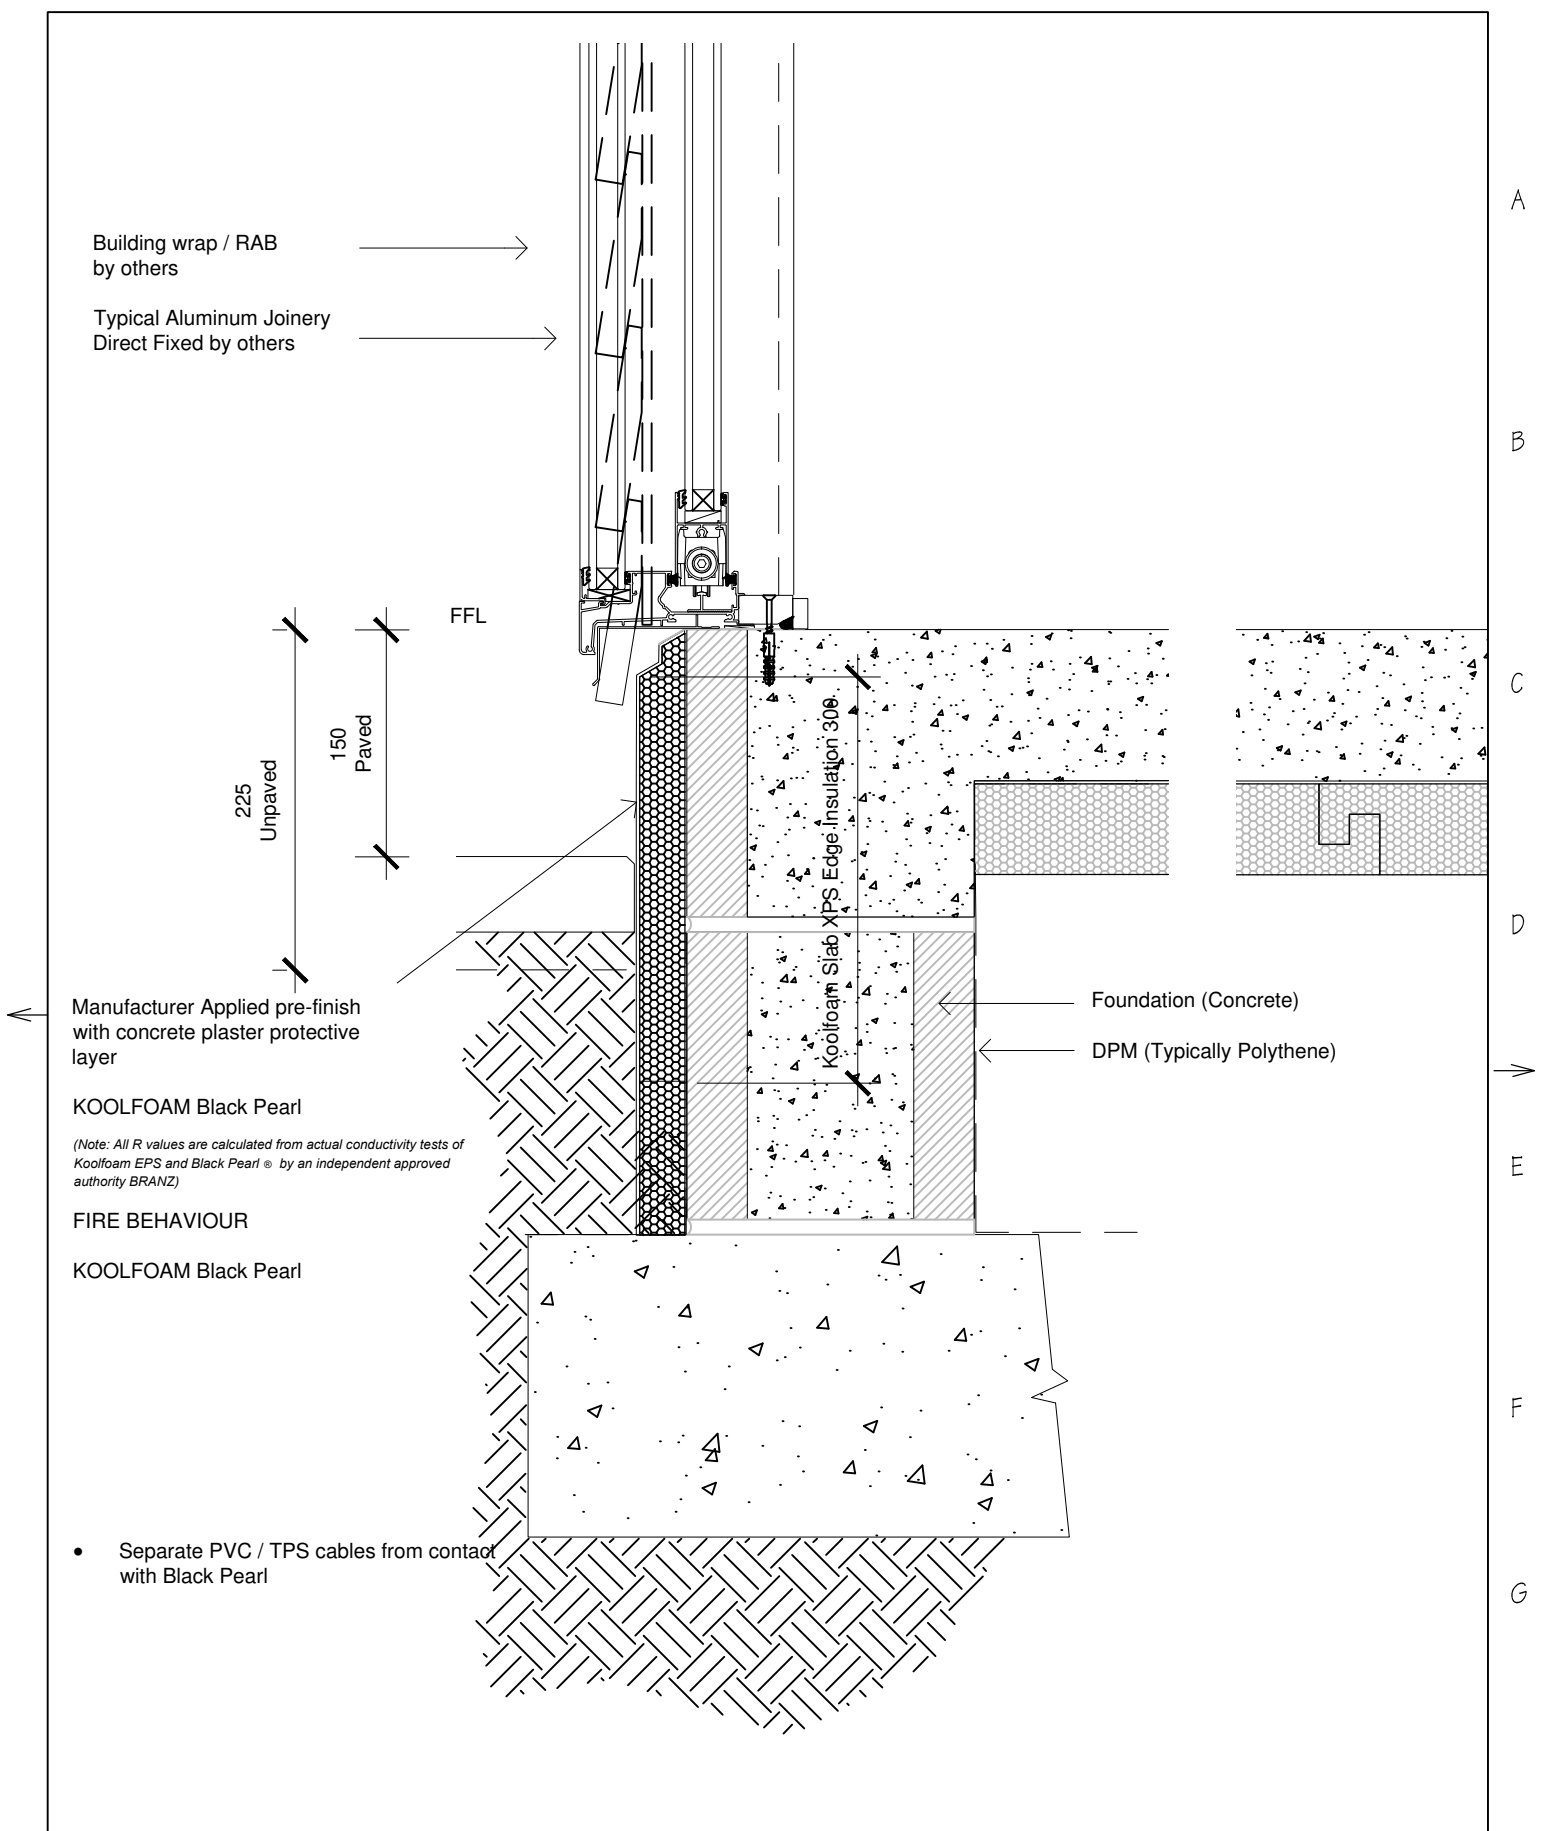 A
Building wrap / RAB
by others
Typical Aluminum Joinery
Direct Fixed by others
B
FFL
C
150
Paved
225
Unpaved
Koolfoam Slab XPS Edge Insulation 300
D
Manufacturer Applied pre-finish
with concrete plaster protective
layer
Foundation (Concrete)
DPM (Typically Polythene)
KOOLFOAM Black Pearl
(Note: All R values are calculated from actual conductivity tests of
Koolfoam EPS and Black Pearl ® by an independent approved
authority BRANZ)
E
FIRE BEHAVIOUR
KOOLFOAM Black Pearl
F
• Separate PVC / TPS cables from contact
with Black Pearl
G